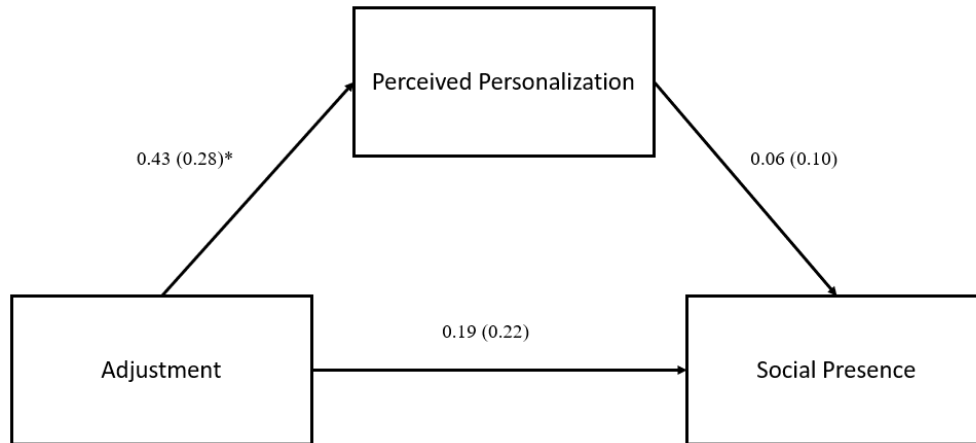 Perceived Personalization
0.43 (0.28)*
0.06 (0.10)
0.19 (0.22)
Adjustment
Social Presence